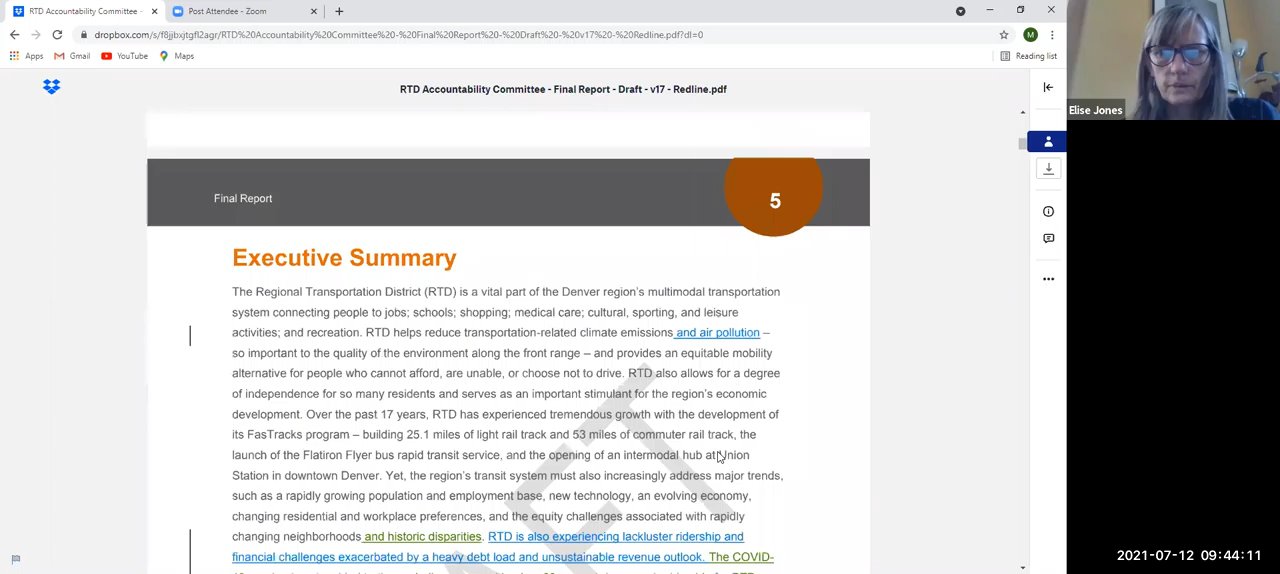 RTD Accountability Committee -
Post Attendee - Zoom
dropbox.com/s/f8jjbxjtgfl2agr/RTD%20Accountability%20Committee%20-%20Final%20Report%20-%20Draft%20-%20v17%20-%20Redline.pdf?dl=0
M
Apps
Gmail
YouTube
Maps
Reading list
RTD Accountability Committee - Final Report - Draft - v17 - Redline.pdf
Elise Jones
Final Report
5
Executive Summary
The Regional Transportation District (RTD) is a vital part of the Denver region's multimodal transportation
system connecting people to jobs; schools; shopping; medical care; cultural, sporting, and leisure
activities; and recreation. RTD helps reduce transportation-related climate emissions and air pollution –
so important to the quality of the environment along the front range – and provides an equitable mobility
alternative for people who cannot afford, are unable, or choose not to drive. RTD also allows for a degree
of independence for so many residents and serves as an important stimulant for the region's economic
development. Over the past 17 years, RTD has experienced tremendous growth with the development of
its FasTracks program – building 25.1 miles of light rail track and 53 miles of commuter rail track, the
launch of the Flatiron Flyer bus rapid transit service, and the opening of an intermodal hub at Union
Station in downtown Denver. Yet, the region's transit system must also increasingly address major trends,
such as a rapidly growing population and employment base, new technology, an evolving economy,
changing residential and workplace preferences, and the equity challenges associated with rapidly
changing neighborhoods and historic disparities. RTD is also experiencing lackluster ridership and
financial challenges exacerbated by a heavy debt load and unsustainable revenue outlook. The COVID-
2021-07-12 09:44:11